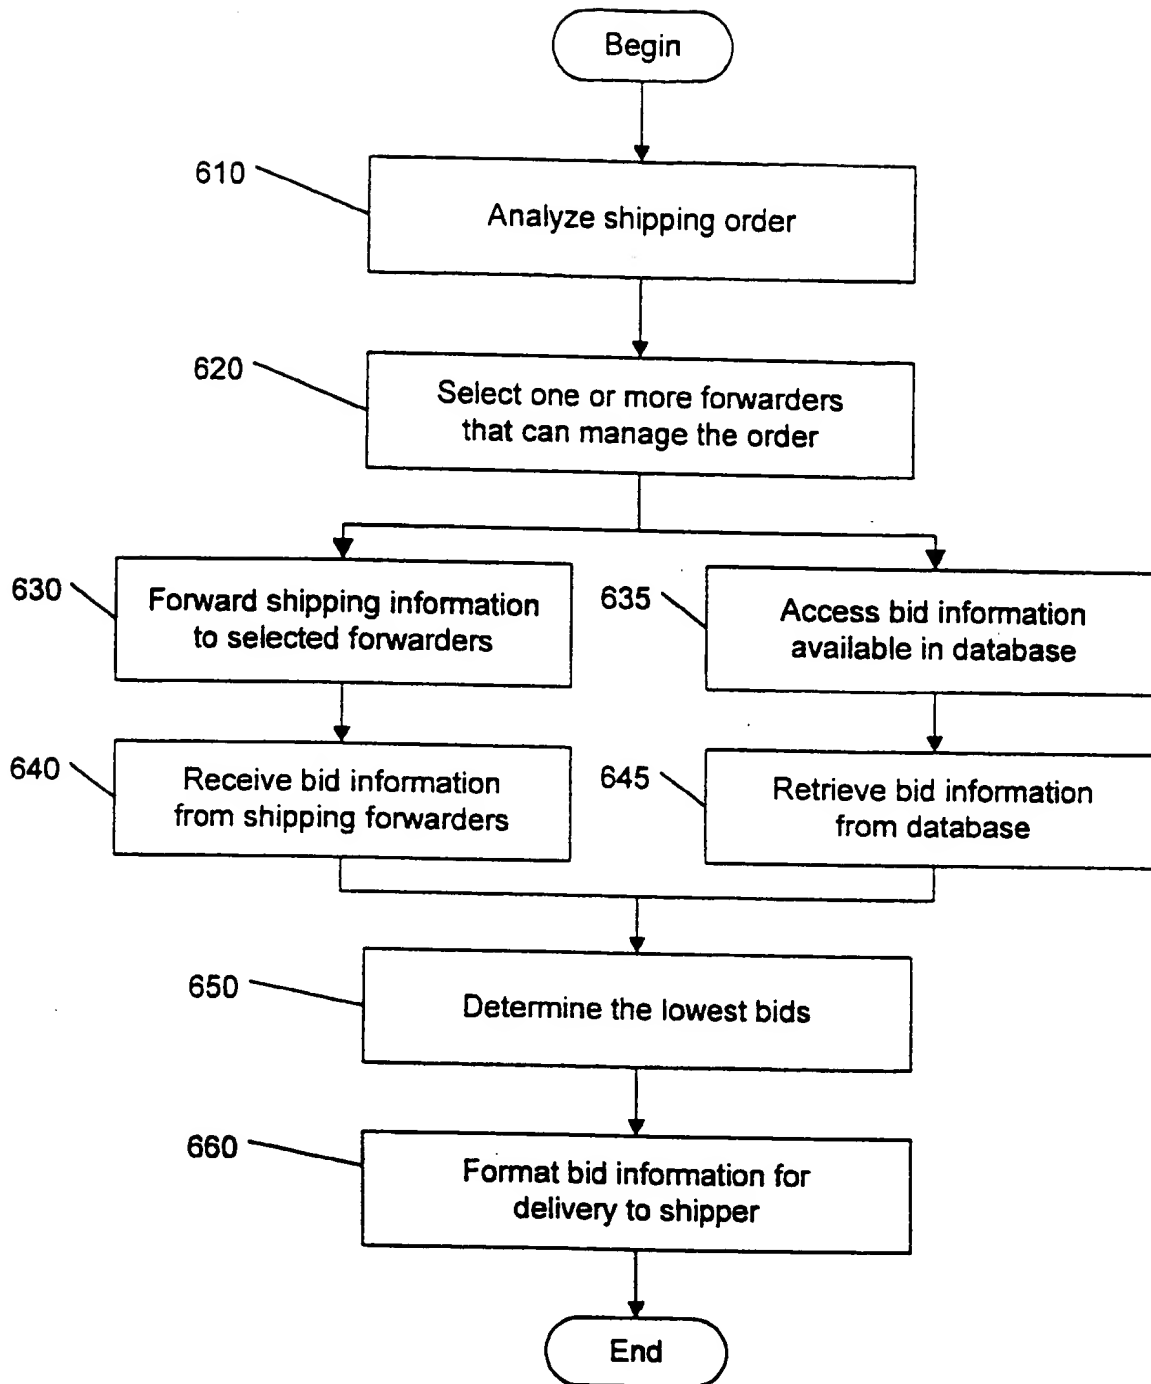 Begin
610
Analyze shipping order
620
Select one or more forwarders
that can manage the order
630
Forward shipping information
to selected forwarders
635
Access bid information
available in database
640
Receive bid information
from shipping forwarders
645
Retrieve bid information
from database
650
Determine the lowest bids
660
Format bid information for
delivery to shipper
End